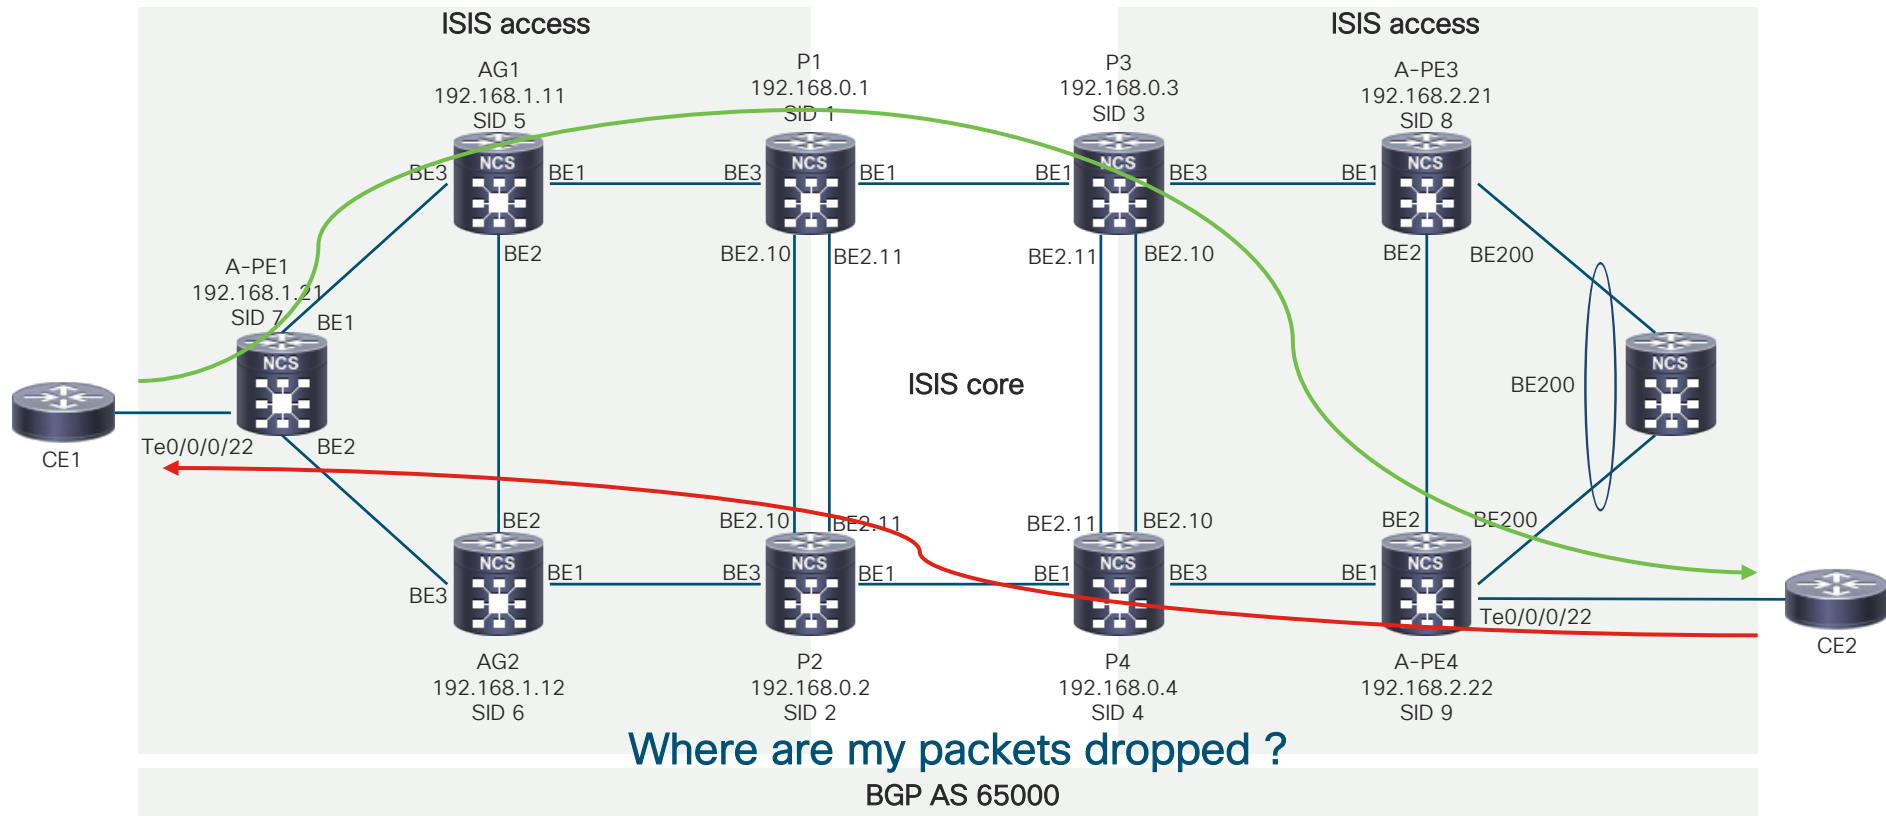 ISIS access
ISIS access
AG1
192.168.1.11
SID 5
P1
192.168.0.1
SID 1
P3
192.168.0.3
SID 3
A-PE3
192.168.2.21
SID 8
NCS
NCS
NCS
NCS
BE3
BE1
BE3
BE1
BE1
BE3
BE1
BE2
BE2.10
BE2.11
BE2.11
BE2.10
BE2
BE200
A-PE1
192.168.1.21
SID 7
BE1
NCS
NCS
ISIS core
BE200
CE1
Te0/0/0/22
BE2
BE2
BE2.10
BE2.11
BE2.11
BE2.10
BE2
BE200
NCS
NCS
NCS
NCS
BE3
BE1
BE3
BE1
BE1
BE3
BE1
Te0/0/0/22
CE2
AG2
192.168.1.12
SID 6
P2
192.168.0.2
SID 2
P4
192.168.0.4
SID 4
A-PE4
192.168.2.22
SID 9
Where are my packets dropped ?
BGP AS 65000